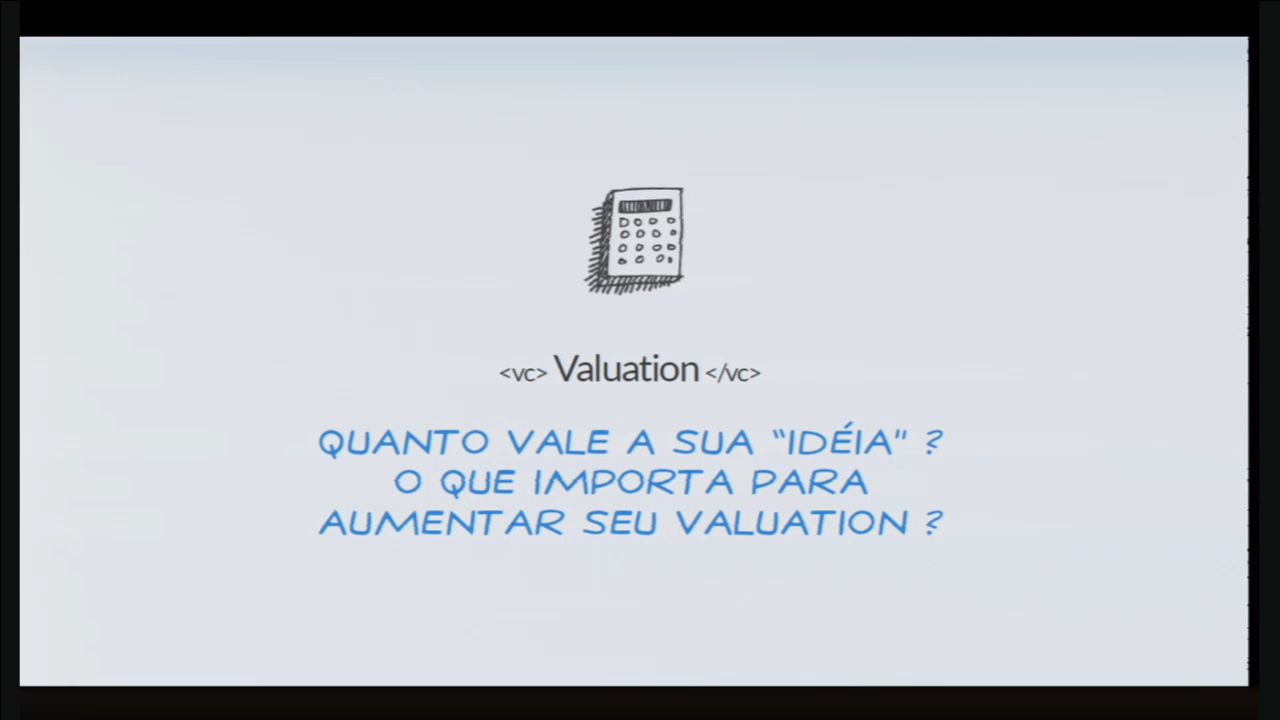 <vc> Valuation </vc>
QUANTO VALE A SUA “IDÉIA" ?
O QUE IMPORTA PARA
AUMENTAR SEU VALUATION ?